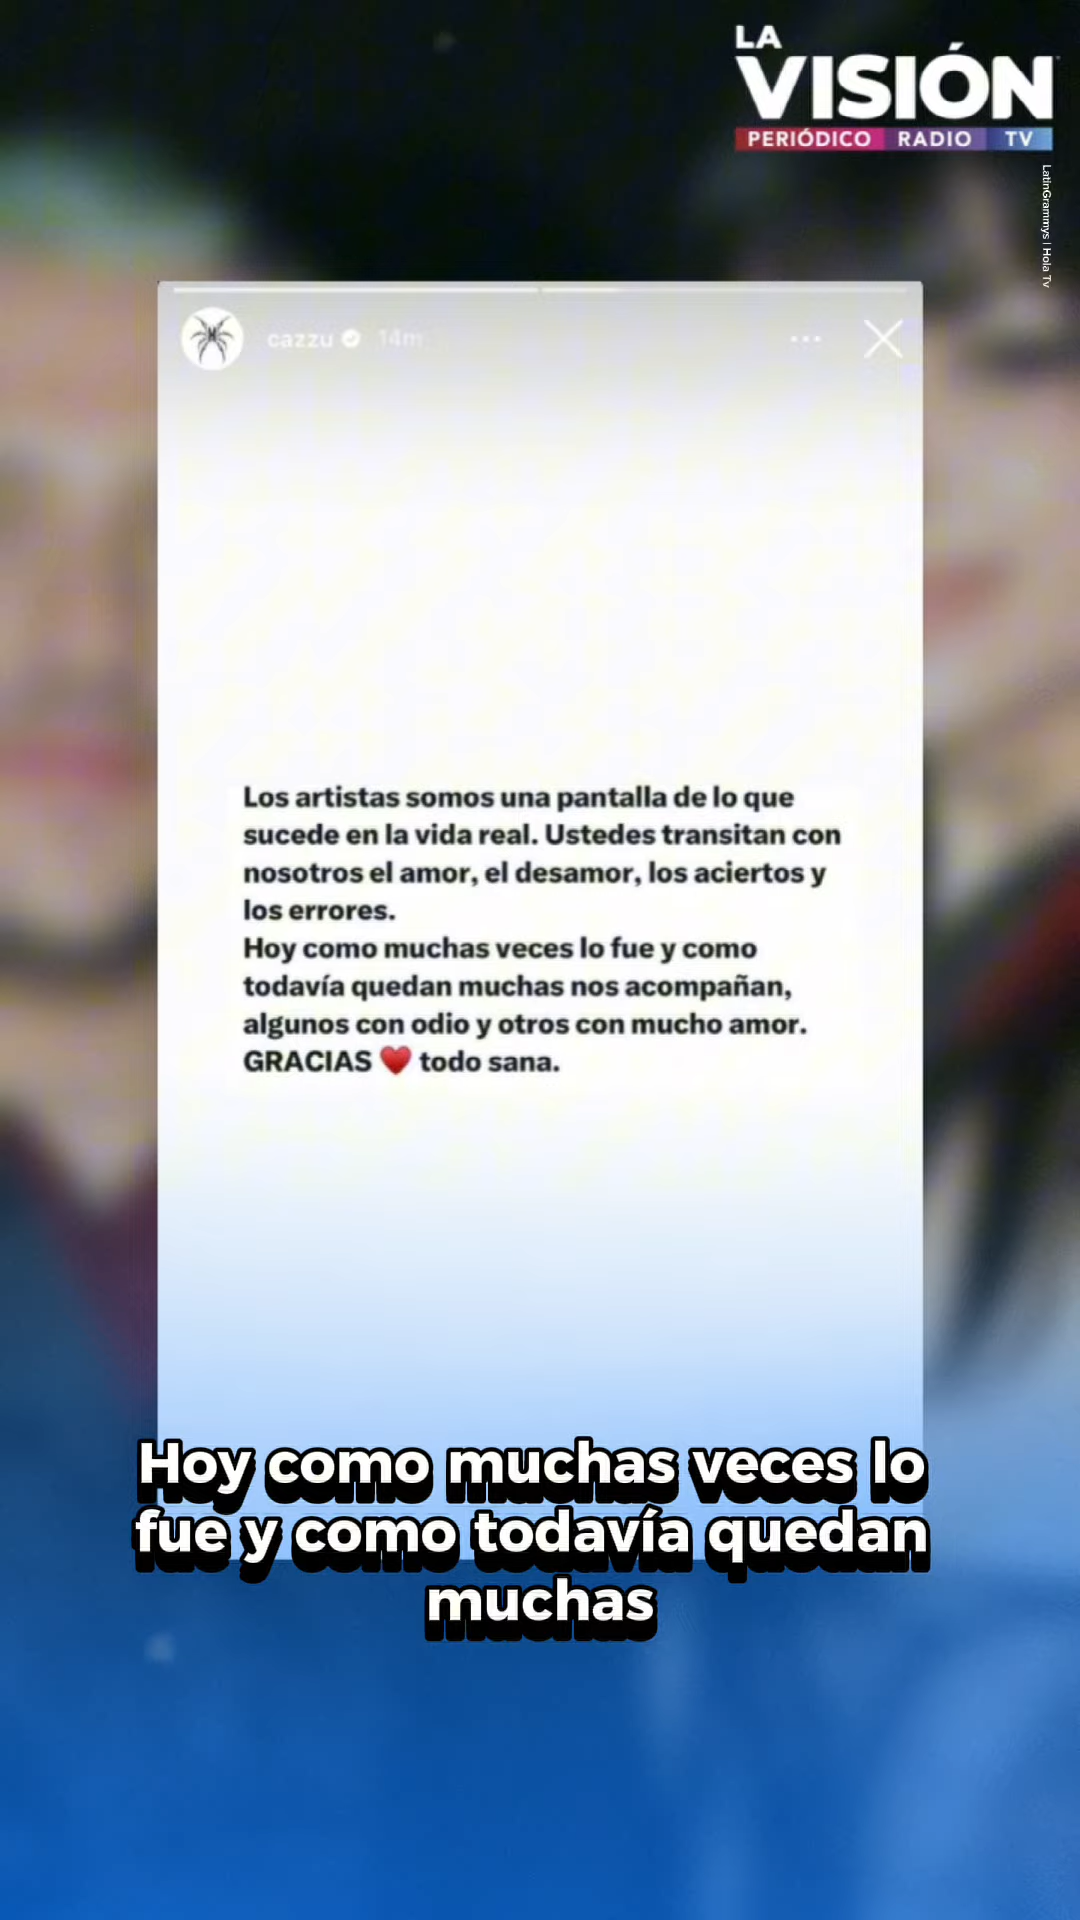 LA
VISIÓN
PERIÓDICO RADIO TV
LatinGrammys | Hola Tv
cazzu 14m
Los artistas somos una pantalla de lo que
sucede en la vida real. Ustedes transitan con
nosotros el amor, el desamor, los aciertos y
los errores.
Hoy como muchas veces lo fue y como
todavía quedan muchas nos acompañan,
algunos con odio y otros con mucho amor.
GRACIAS ♥️ todo sana.
Hoy como muchas veces lo
fue y como todavía quedan
muchas